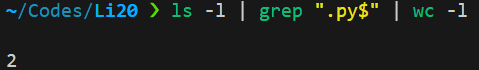 ~/Codes/Li20 ❯ ls -l | grep ".py$" | wc -l
2